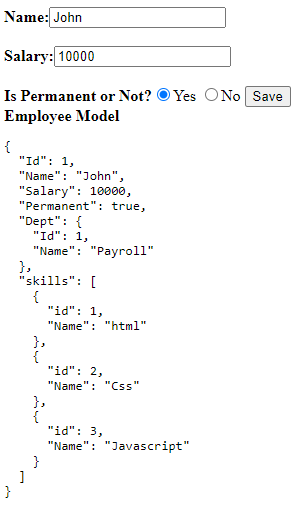 Name: John
Salary: 10000
Is Permanent or Not? Yes No Save
Employee Model
{
  "Id": 1,
  "Name": "John",
  "Salary": 10000,
  "Permanent": true,
  "Dept": {
    "Id": 1,
    "Name": "Payroll"
  },
  "skills": [
    {
      "id": 1,
      "Name": "html"
    },
    {
      "id": 2,
      "Name": "Css"
    },
    {
      "id": 3,
      "Name": "Javascript"
    }
  ]
}